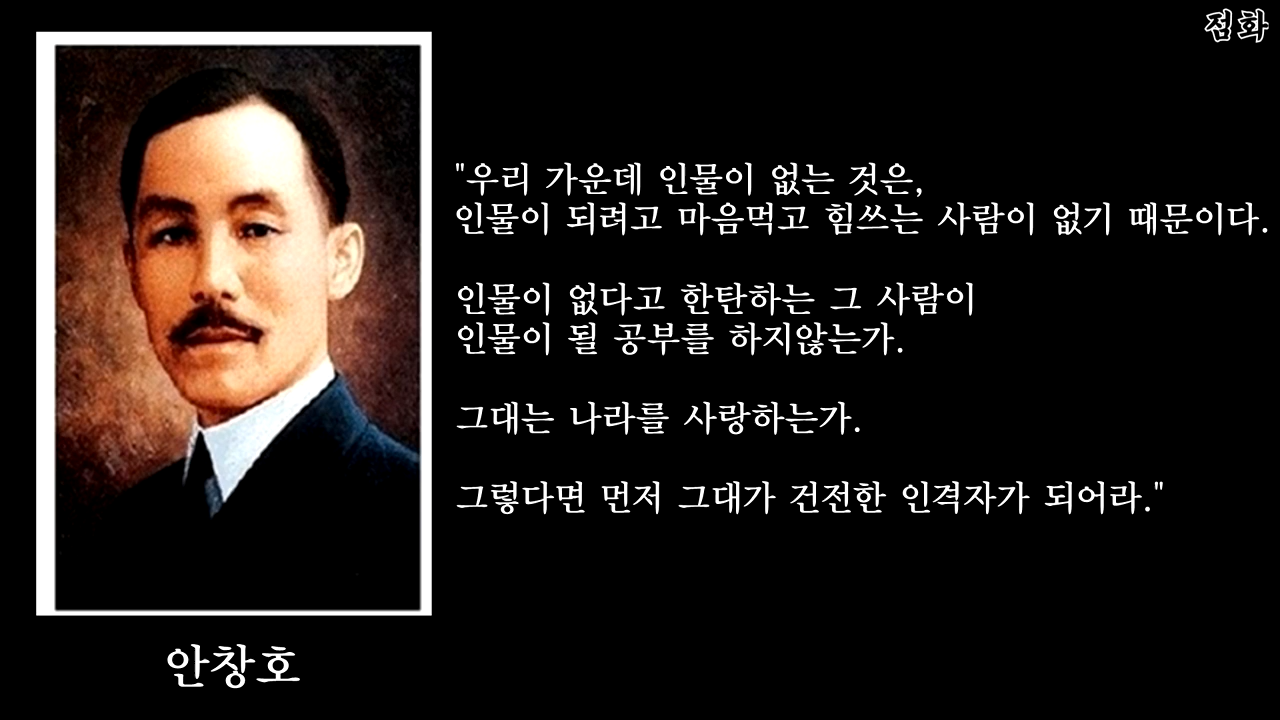 점화
"우리 가운데 인물이 없는 것은,
인물이 되려고 마음먹고 힘쓰는 사람이 없기 때문이다.
인물이 없다고 한탄하는 그 사람이
인물이 될 공부를 하지않는가.
그대는 나라를 사랑하는가.
그렇다면 먼저 그대가 건전한 인격자가 되어라."
안창호